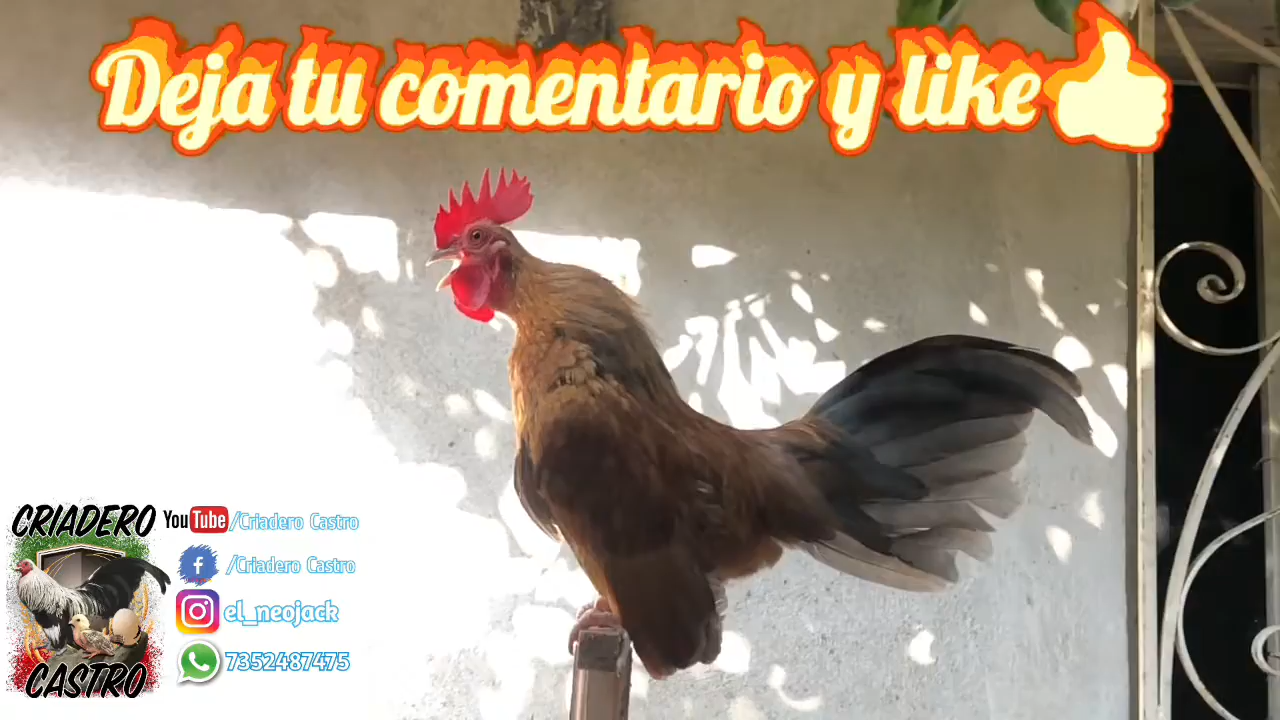 Deja tu comentario y like
CRIADERO
CASTRO
YouTube/Criadero Castro
/Criadero Castro
el_neojack
7352487475